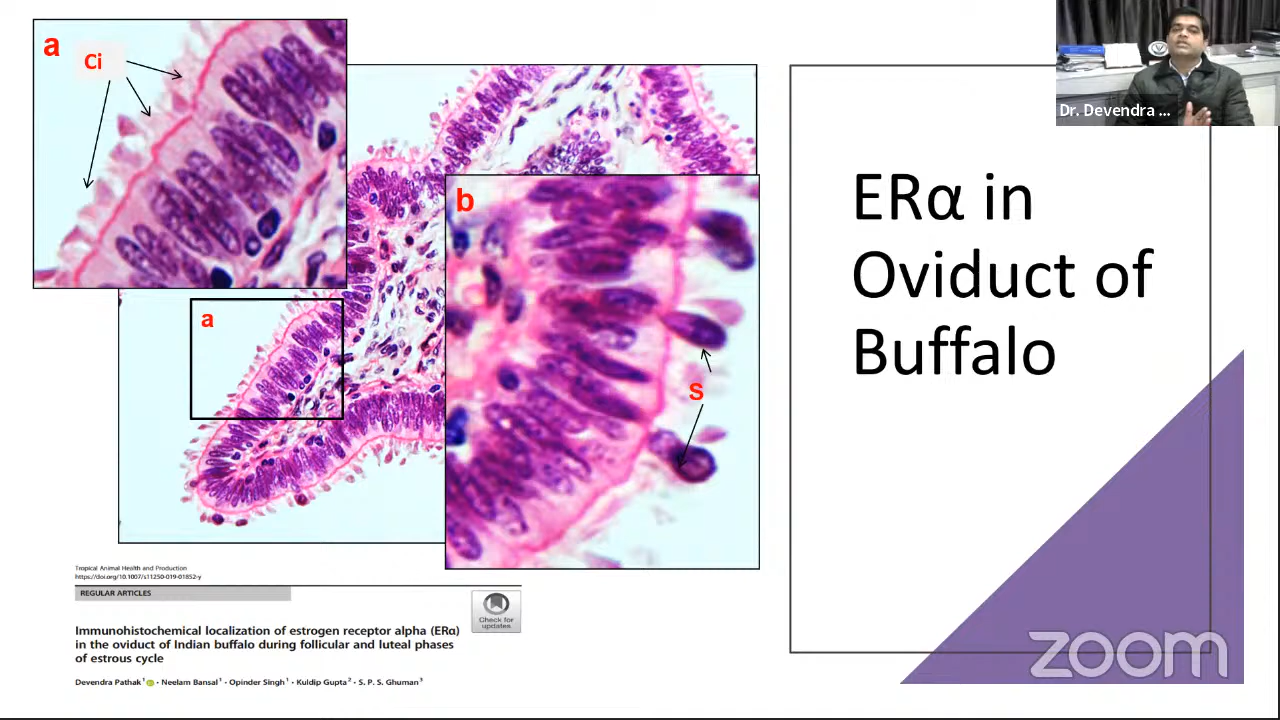 a
Ci
a
b
S
ERα in
Oviduct of
Buffalo
Dr. Devendra ...
Tropical Animal Health and Production
https://doi.org/10.1007/s11250-019-01852-y
REGULAR ARTICLES
Check for
updates
Immunohistochemical localization of estrogen receptor alpha (ERα)
in the oviduct of Indian buffalo during follicular and luteal phases
of estrous cycle
Devendra Pathak¹ · Neelam Bansal¹ · Opinder Singh¹ · Kuldip Gupta² · S. P. S. Ghuman³
zoom